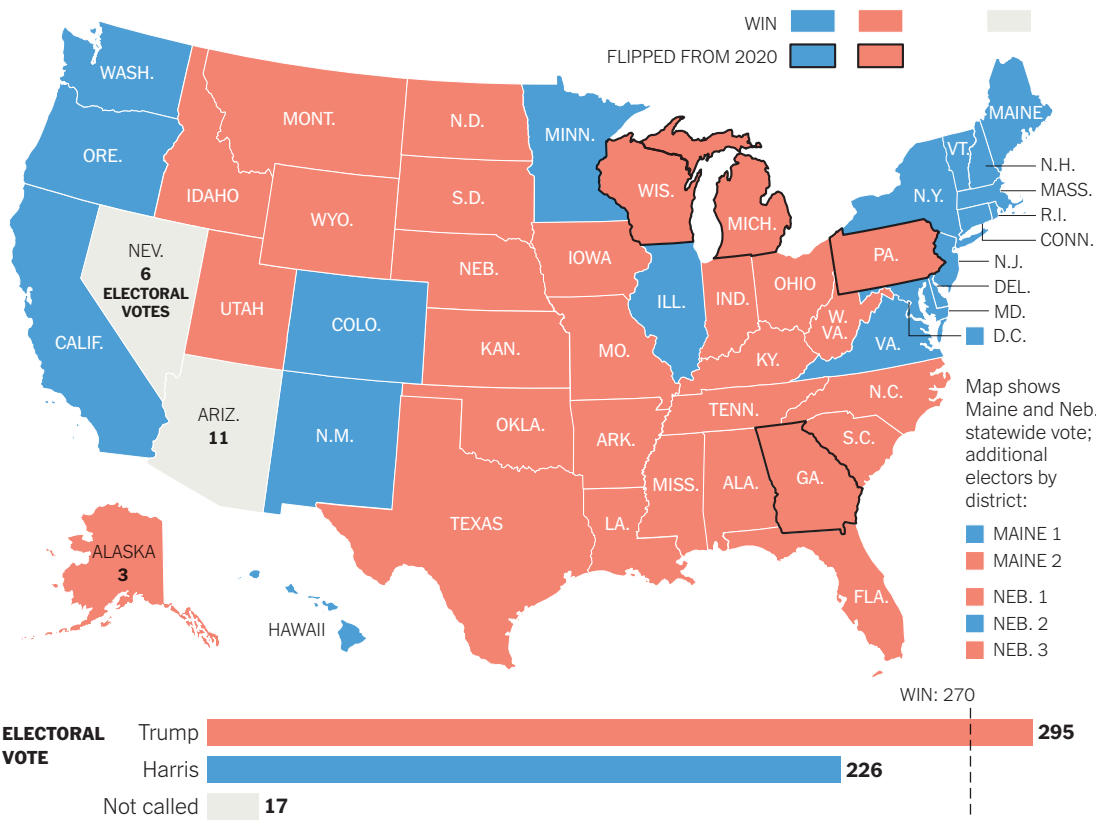 WIN
FLIPPED FROM 2020
WASH.
ORE.
CALIF.
IDAHO
MONT.
WYO.
NEV.
6
ELECTORAL
VOTES
UTAH
ARIZ.
11
COLO.
N.M.
N.D.
S.D.
NEB.
KAN.
OKLA.
TEXAS
MINN.
IOWA
MO.
ARK.
LA.
WIS.
ILL.
MICH.
IND.
OHIO
KY.
TENN.
MISS.
ALA.
GA.
FLA.
S.C.
N.C.
W.
VA.
VA.
PA.
N.Y.
VT.
MAINE
N.H.
MASS.
R.I.
CONN.
N.J.
DEL.
MD.
D.C.
ALASKA
3
HAWAII
Map shows
Maine and Neb.
statewide vote;
additional
electors by
district:
MAINE 1
MAINE 2
NEB. 1
NEB. 2
NEB. 3
WIN: 270
ELECTORAL
VOTE
Trump 295
Harris 226
Not called 17